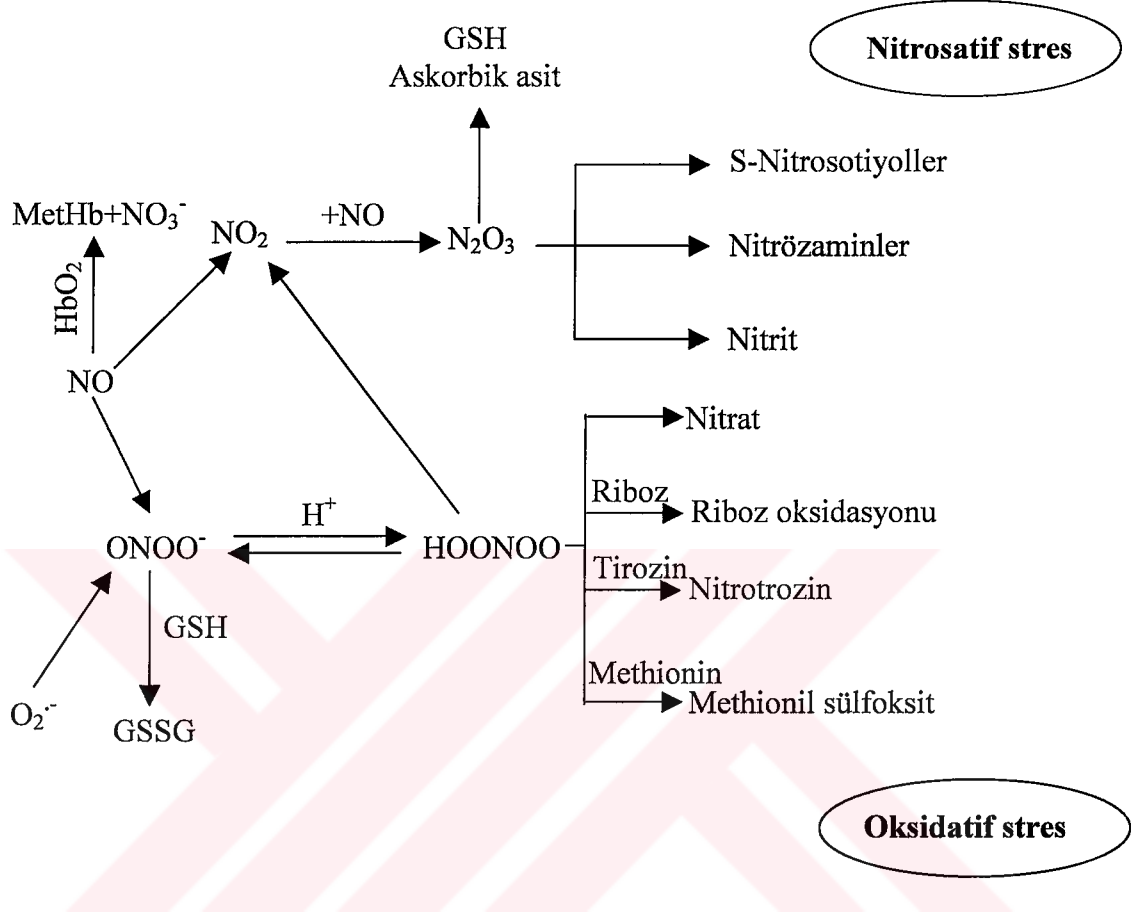 GSH
Askorbik asit
Nitrosatif stres
S-Nitrosotiyoller
MetHb+NO₃⁻
NO₂
+NO
N₂O₃
Nitrözaminler
HbO₂
Nitrit
NO
Nitrat
Riboz
Riboz oksidasyonu
H⁺
ONOO⁻
HOONOO
Tirozin
Nitrotrozin
GSH
Methionin
Methionil sülfoksit
O₂·⁻
GSSG
Oksidatif stres